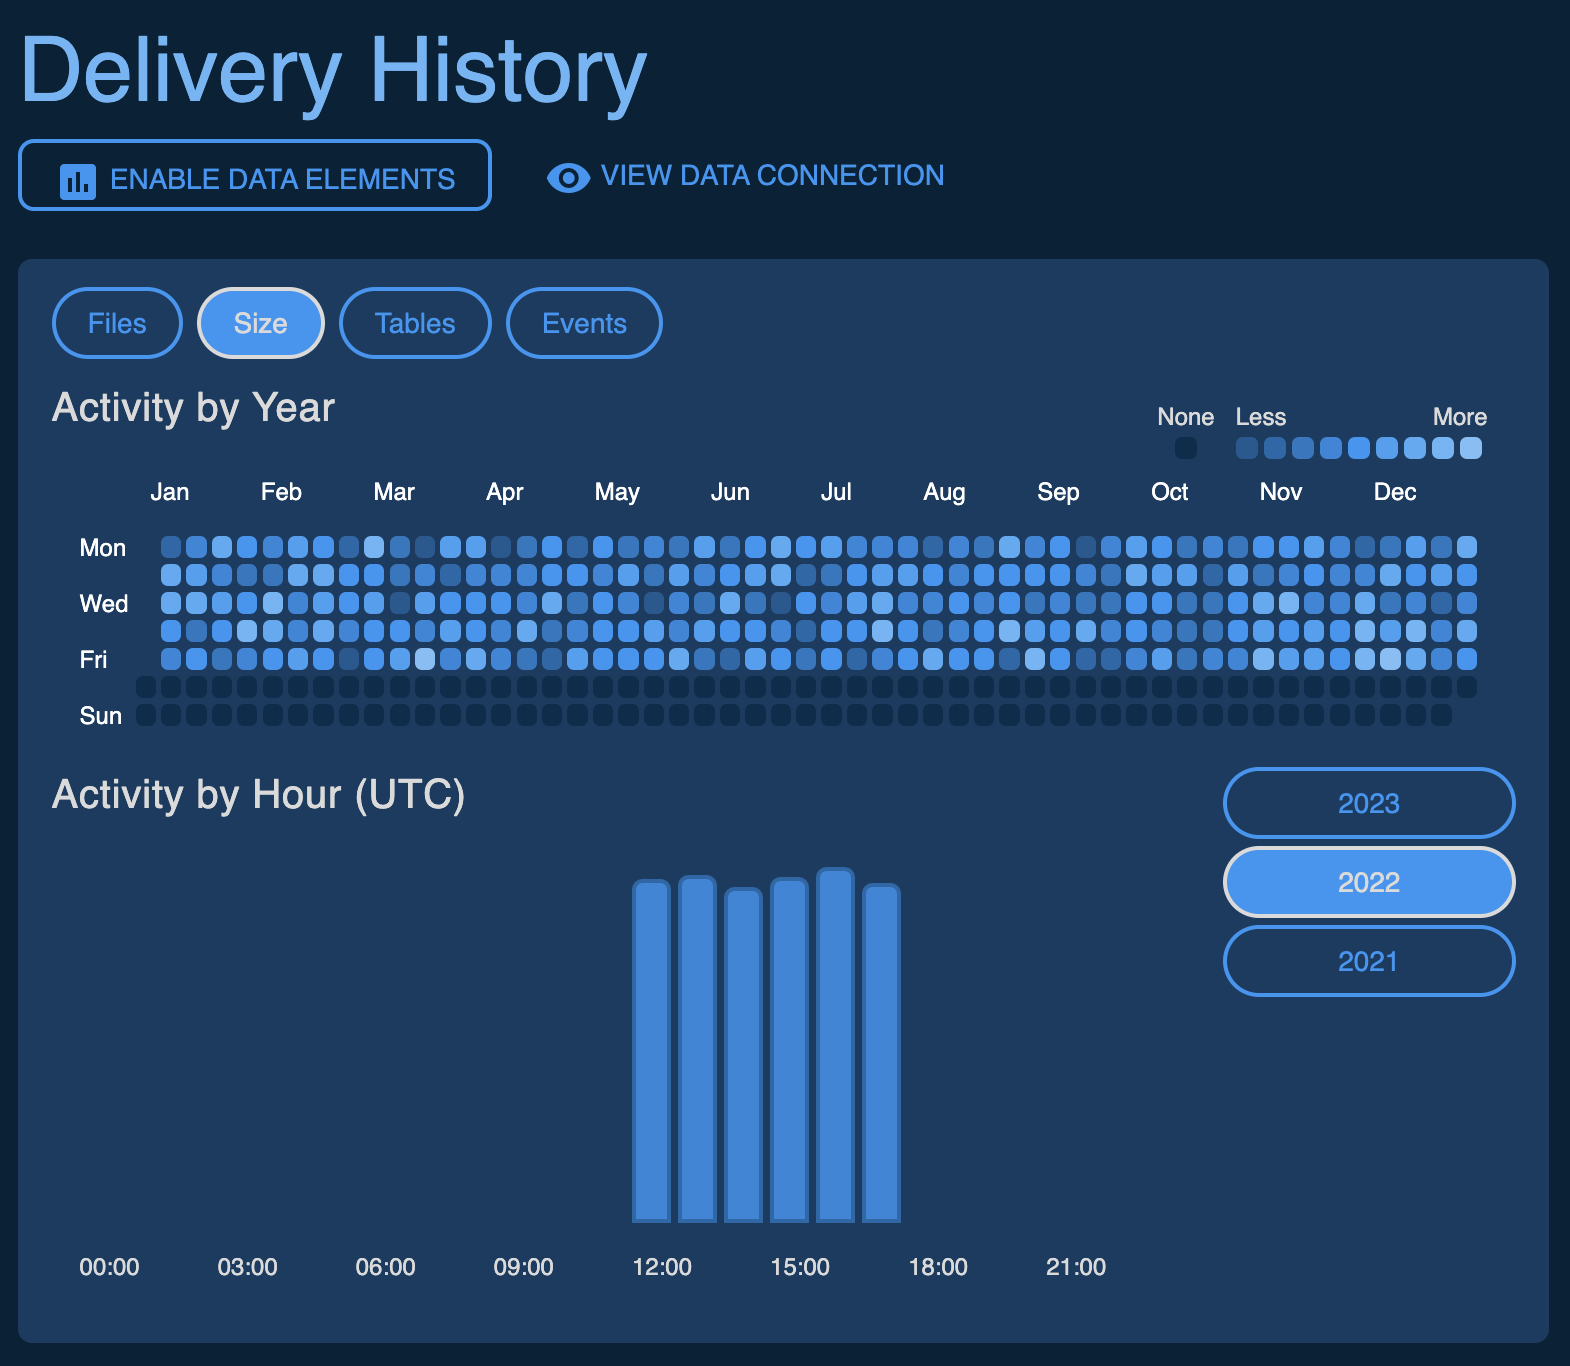 Delivery History
ENABLE DATA ELEMENTS VIEW DATA CONNECTION
Files Size Tables Events
Activity by Year
None Less More
Jan Feb Mar Apr May Jun Jul Aug Sep Oct Nov Dec
Mon
Wed
Fri
Sun
Activity by Hour (UTC)
2023
2022
2021
00:00 03:00 06:00 09:00 12:00 15:00 18:00 21:00